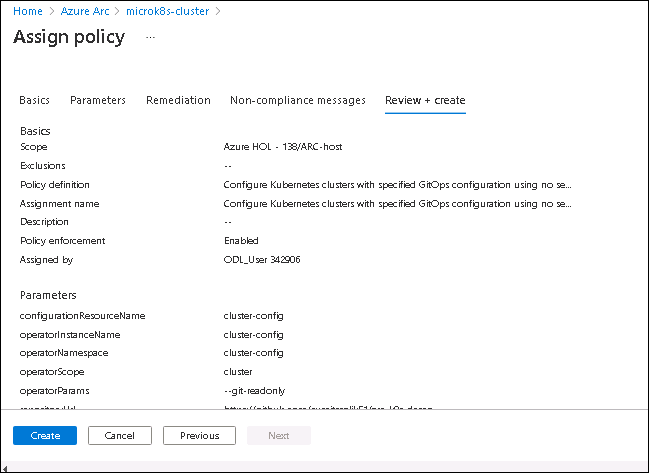 Home > Azure Arc > microk8s-cluster >
Assign policy ...
Basics Parameters Remediation Non-compliance messages Review + create
Basics
Scope Azure HOL - 138/ARC-host
Exclusions --
Policy definition Configure Kubernetes clusters with specified GitOps configuration using no se...
Assignment name Configure Kubernetes clusters with specified GitOps configuration using no se...
Description --
Policy enforcement Enabled
Assigned by ODL_User 342906
Parameters
configurationResourceName cluster-config
operatorInstanceName cluster-config
operatorNamespace cluster-config
operatorScope cluster
operatorParams --git-readonly
Create Cancel Previous Next